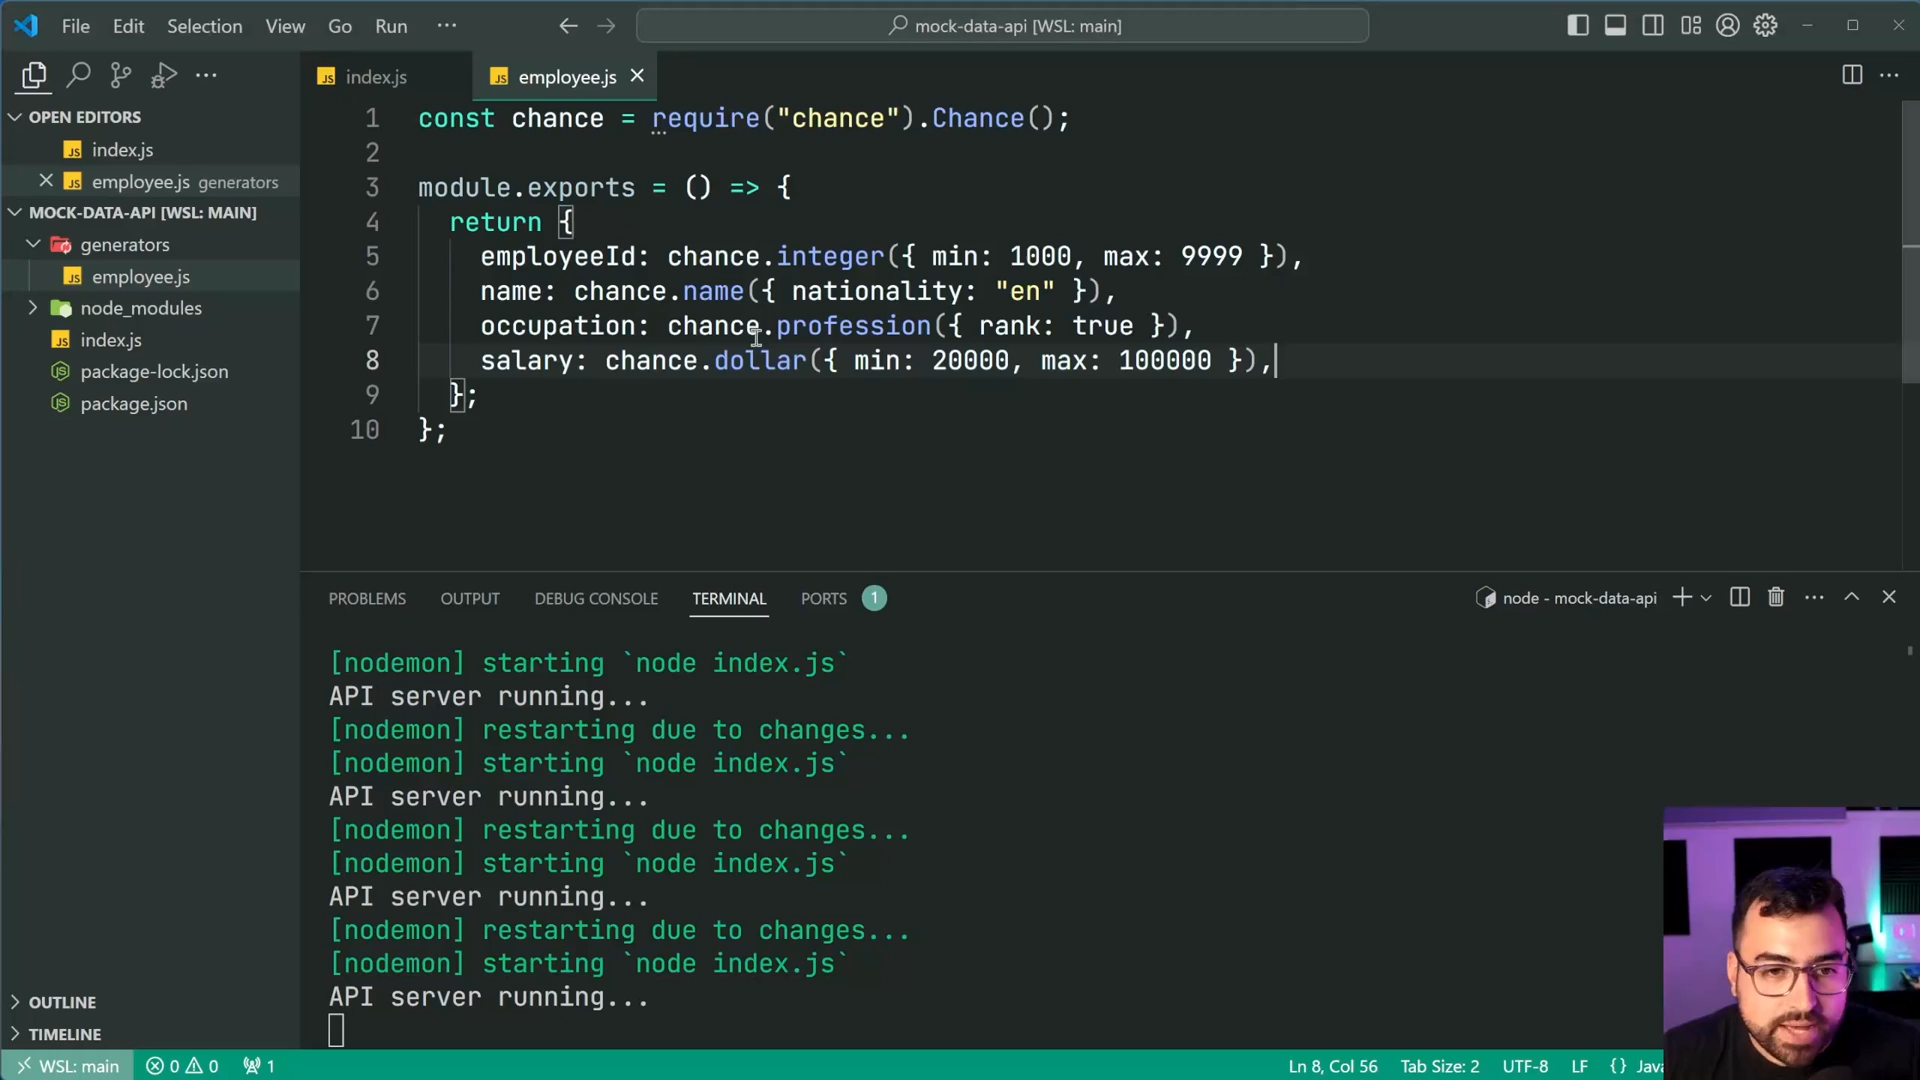 File Edit Selection View Go Run ··· mock-data-api [WSL: main]
index.js employee.js
OPEN EDITORS
index.js
employee.js generators
MOCK-DATA-API [WSL: MAIN]
generators
employee.js
node_modules
index.js
package-lock.json
package.json
OUTLINE
TIMELINE
1 const chance = require("chance").Chance();
2
3 module.exports = () => {
4 return {
5 employeeId: chance.integer({ min: 1000, max: 9999 }),
6 name: chance.name({ nationality: "en" }),
7 occupation: chance.profession({ rank: true }),
8 salary: chance.dollar({ min: 20000, max: 100000 }),
9 };
10 };
PROBLEMS OUTPUT DEBUG CONSOLE TERMINAL PORTS 1 node - mock-data-api
[nodemon] starting `node index.js`
API server running...
[nodemon] restarting due to changes...
[nodemon] starting `node index.js`
API server running...
[nodemon] restarting due to changes...
[nodemon] starting `node index.js`
API server running...
[nodemon] restarting due to changes...
[nodemon] starting `node index.js`
API server running...
WSL: main 0 0 1 Ln 8, Col 56 Tab Size: 2 UTF-8 LF {} Java